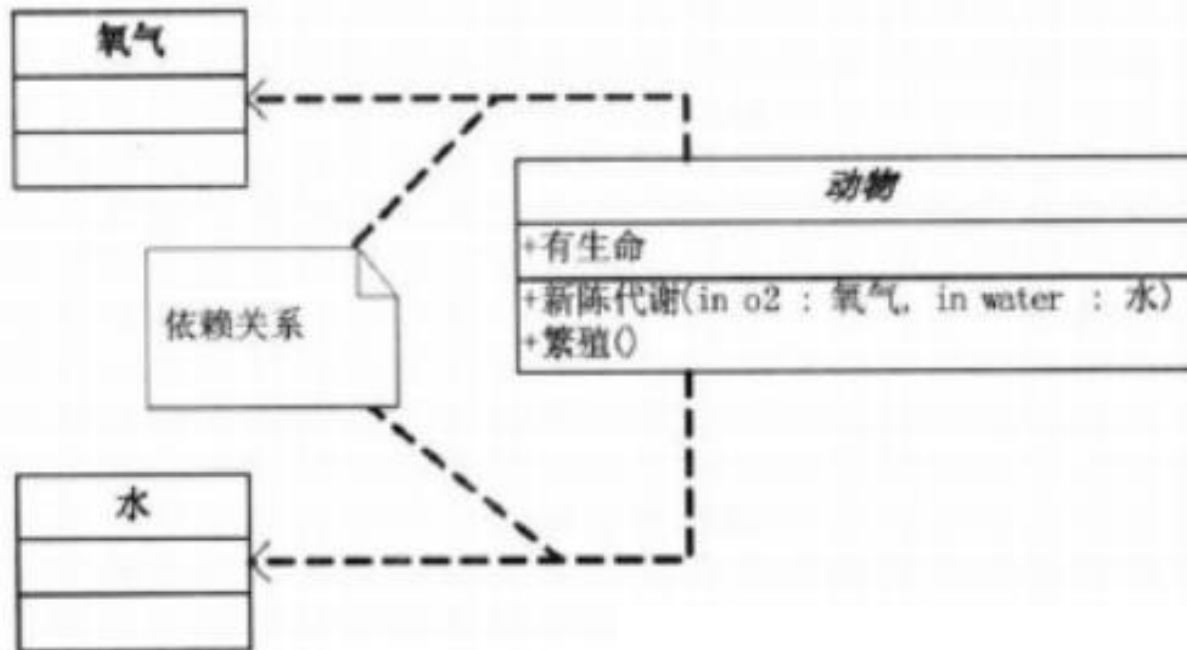 氧气
动物
+有生命
+新陈代谢(in o2 : 氧气, in water : 水)
+繁殖()
依赖关系
水